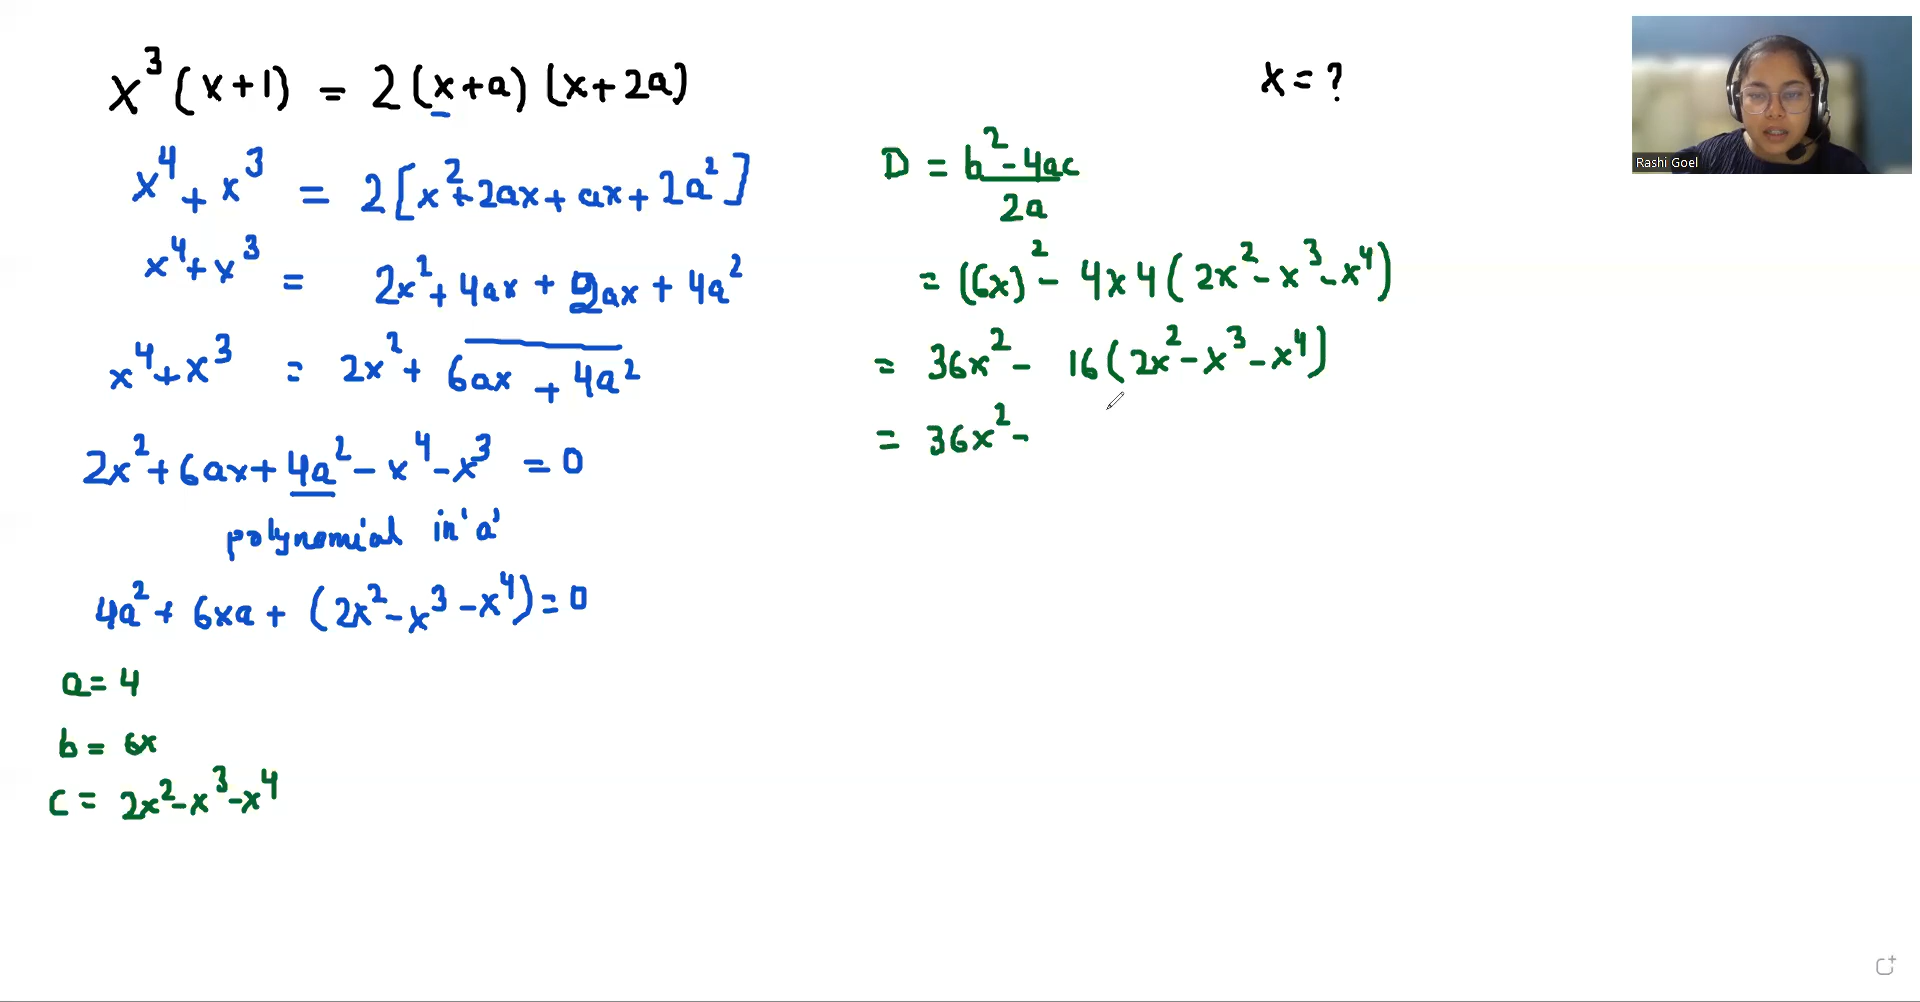 x³(x+1) = 2(x+a)(x+2a)
x⁴+x³ = 2[x²+2ax+ax+2a²]
x⁴+x³ = 2x²+4ax+2ax+4a²
x⁴+x³ = 2x²+6ax+4a²
2x²+6ax+4a²-x⁴-x³ =0
polynomial in 'a'
4a²+6xa+(2x²-x³-x⁴)=0
a= 4
b= 6x
c= 2x²-x³-x⁴
x=?
D = b²-4ac
2a
=(6x)²-4x4(2x²-x³-x⁴)
= 36x²-16(2x²-x³-x⁴)
= 36x²-
Rashi Goel